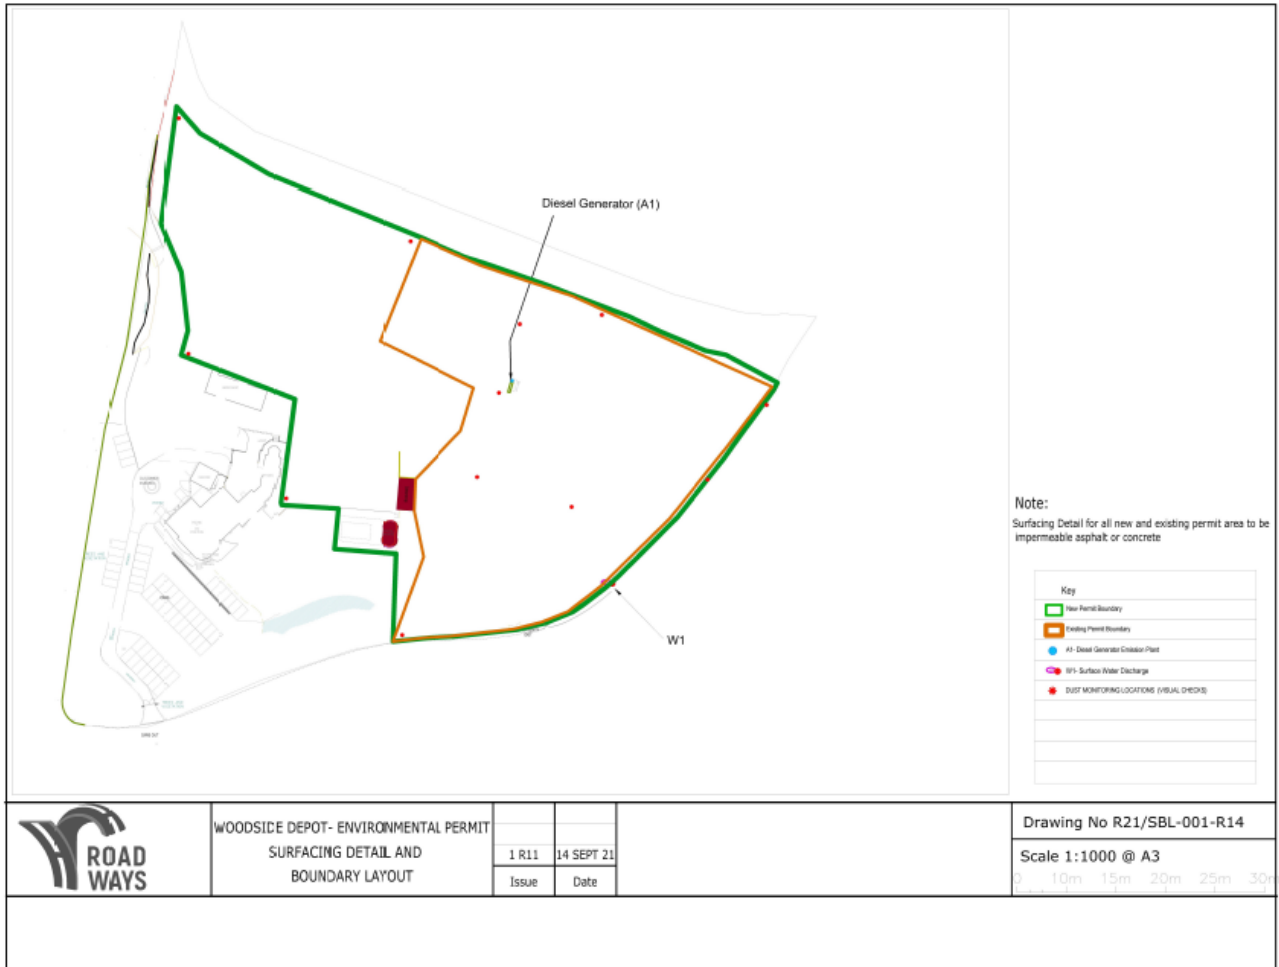 Diesel Generator (A1)
W1
Note:
Surfacing Detail for all new and existing permit area to be
impermeable asphalt or concrete
Key
New Permit Boundary
Existing Permit Boundary
A1- Diesel Generator Emission Plant
W1- Surface Water Discharge
DUST MONITORING LOCATIONS (VISUAL CHECKS)
ROAD
WAYS
WOODSIDE DEPOT- ENVIRONMENTAL PERMIT
SURFACING DETAIL AND
BOUNDARY LAYOUT
1 R11
14 SEPT 21
Issue
Date
Drawing No R21/SBL-001-R14
Scale 1:1000 @ A3
0 10m 15m 20m 25m 30m